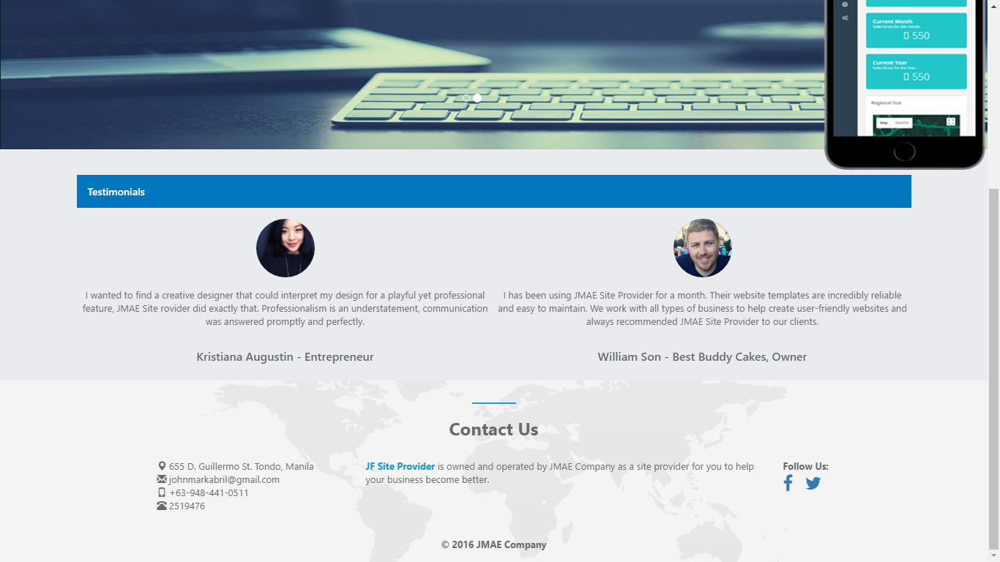 Current Month
Sales Gross for this month.
550
Current Year
Sales Gross for this Year.
550
Regional Stat
Map Satellite
Testimonials
I wanted to find a creative designer that could interpret my design for a playful yet professional
feature, JMAE Site rovider did exactly that. Professionalism is an understatement, communication
was answered promptly and perfectly.
Kristiana Augustin - Entrepreneur
I has been using JMAE Site Provider for a month. Their website templates are incredibly reliable
and easy to maintain. We work with all types of business to help create user-friendly websites and
always recommended JMAE Site Provider to our clients.
William Son - Best Buddy Cakes, Owner
Contact Us
655 D. Guillermo St. Tondo, Manila
johnmarkabril@gmail.com
+63-948-441-0511
2519476
JF Site Provider is owned and operated by JMAE Company as a site provider for you to help
your business become better.
Follow Us:
© 2016 JMAE Company